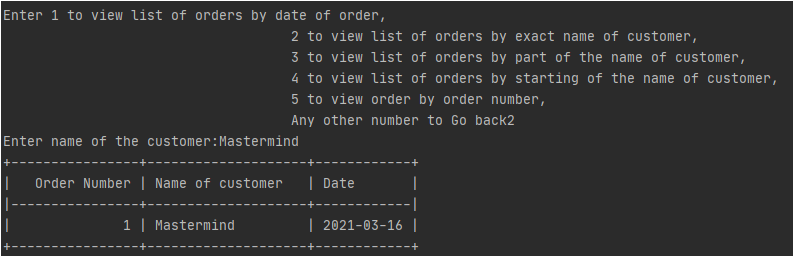 Enter 1 to view list of orders by date of order,
                                    2 to view list of orders by exact name of customer,
                                    3 to view list of orders by part of the name of customer,
                                    4 to view list of orders by starting of the name of customer,
                                    5 to view order by order number,
                                    Any other number to Go back2
Enter name of the customer:Mastermind
+----------------+--------------------+------------+
|   Order Number | Name of customer   | Date       |
|----------------+--------------------+------------|
|              1 | Mastermind         | 2021-03-16 |
+----------------+--------------------+------------+